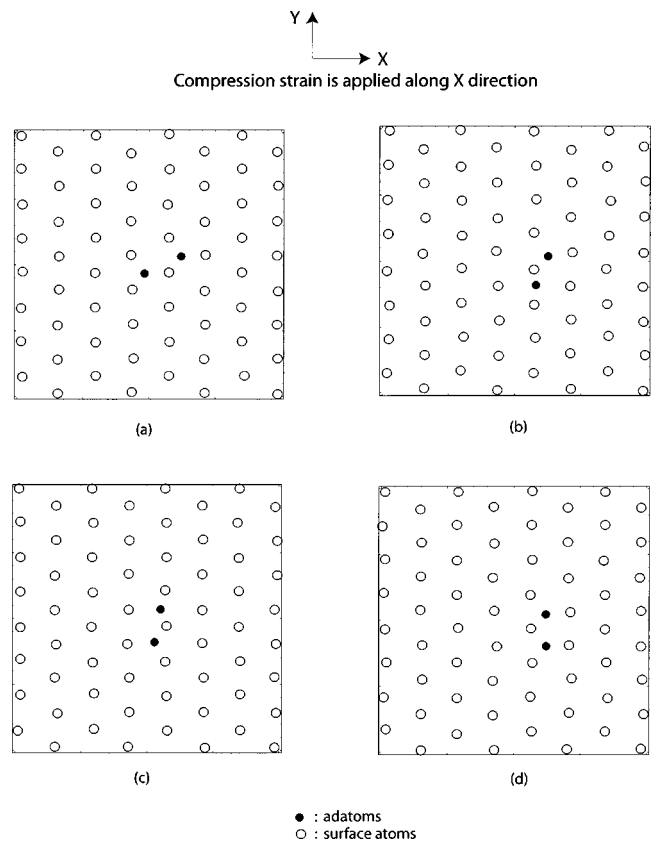 Y
X
Compression strain is applied along X direction
(a)
(b)
(c)
(d)
● : adatoms
○ : surface atoms